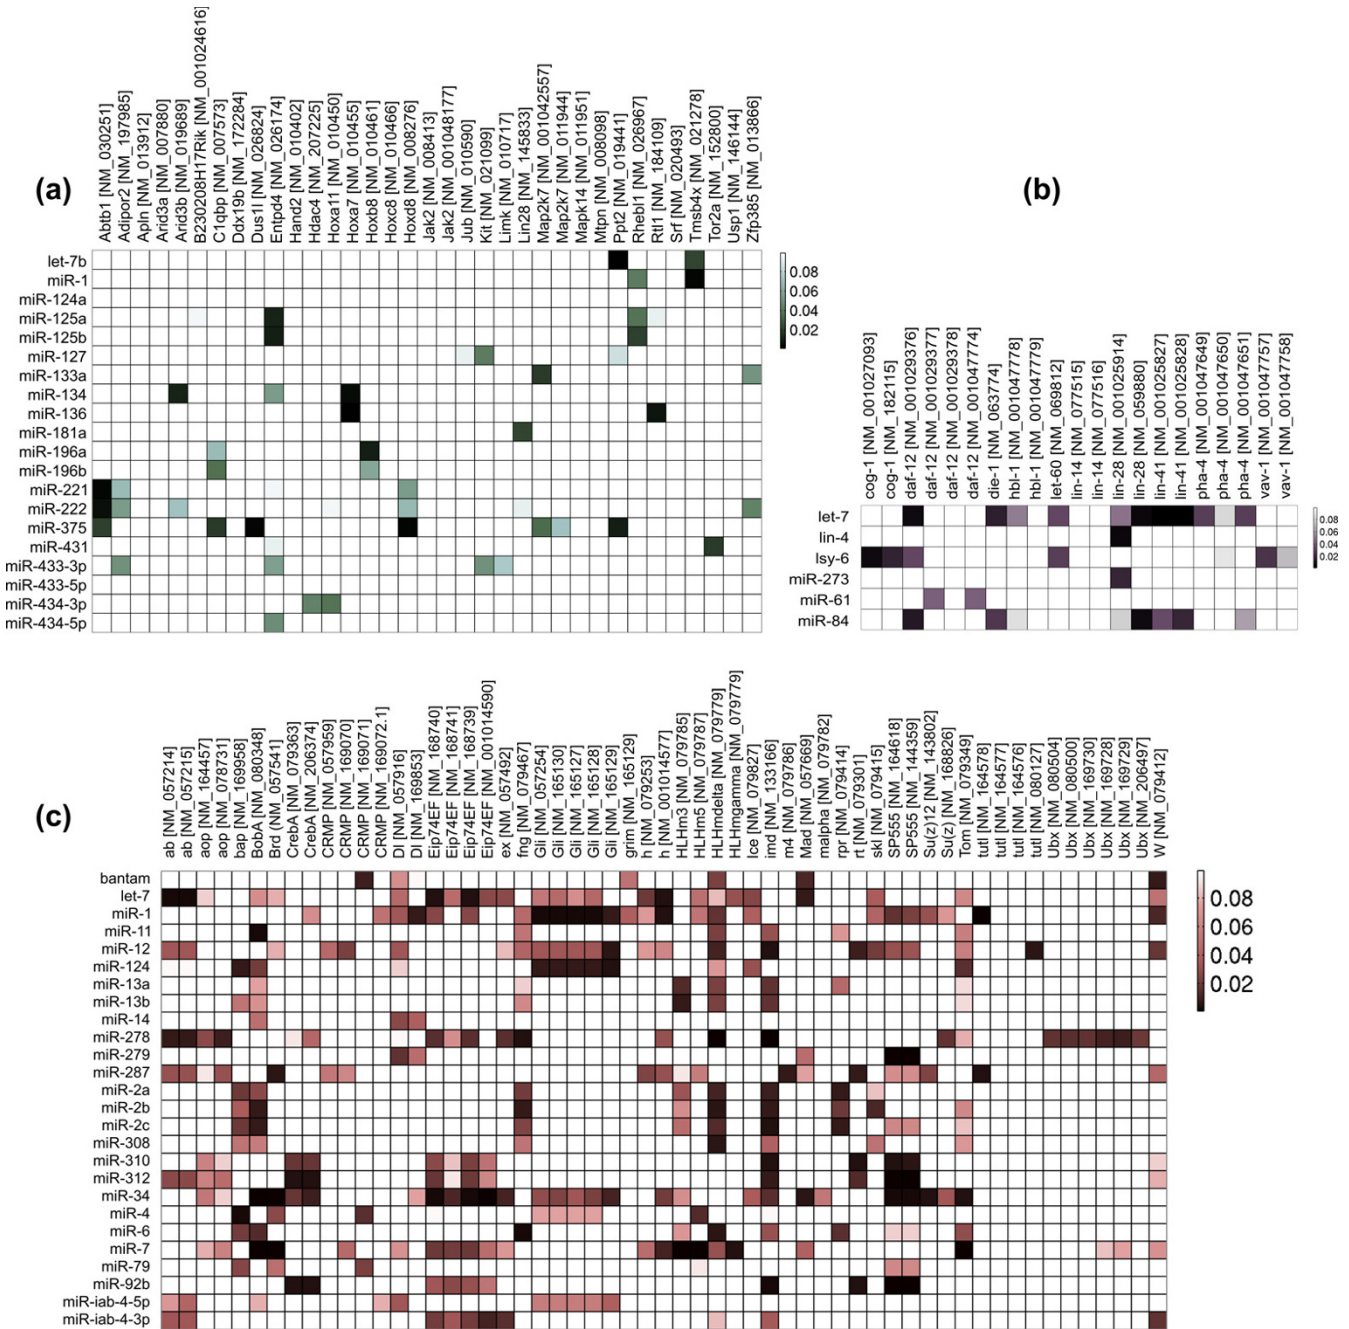 (a)
Abtb1 [NM_030251]
Adipor2 [NM_197985]
Apln [NM_013912]
Arid3a [NM_007880]
Arid3b [NM_019689]
B230208H17Rik [NM_001024616]
C1qbp [NM_007573]
Ddx19b [NM_172284]
Dus1l [NM_026824]
Entpd4 [NM_026174]
Hand2 [NM_010402]
Hdac4 [NM_207225]
Hoxa11 [NM_010450]
Hoxa7 [NM_010455]
Hoxb8 [NM_010461]
Hoxc8 [NM_010466]
Hoxd8 [NM_008276]
Jak2 [NM_008413]
Jak2 [NM_001048177]
Jub [NM_010590]
Kit [NM_021099]
Limk [NM_010717]
Lin28 [NM_145833]
Map2k7 [NM_001042557]
Map2k7 [NM_011944]
Mapk14 [NM_011951]
Mtpn [NM_008098]
Ppt2 [NM_019441]
Rhebl1 [NM_026967]
Rtl1 [NM_184109]
Srf [NM_020493]
Tmsb4x [NM_021278]
Tor2a [NM_152800]
Usp1 [NM_146144]
Zfp385 [NM_013866]
let-7b
miR-1
miR-124a
miR-125a
miR-125b
miR-127
miR-133a
miR-134
miR-136
miR-181a
miR-196a
miR-196b
miR-221
miR-222
miR-375
miR-431
miR-433-3p
miR-433-5p
miR-434-3p
miR-434-5p
0.08
0.06
0.04
0.02
(b)
cog-1 [NM_001027093]
cog-1 [NM_182115]
daf-12 [NM_001029376]
daf-12 [NM_001029377]
daf-12 [NM_001029378]
daf-12 [NM_001047774]
die-1 [NM_063774]
hbl-1 [NM_001047778]
hbl-1 [NM_001047779]
let-60 [NM_069812]
lin-14 [NM_077515]
lin-14 [NM_077516]
lin-28 [NM_001025914]
lin-28 [NM_059880]
lin-41 [NM_001025827]
lin-41 [NM_001025828]
pha-4 [NM_001047649]
pha-4 [NM_001047650]
pha-4 [NM_001047651]
vav-1 [NM_001047757]
vav-1 [NM_001047758]
let-7
lin-4
lsy-6
miR-273
miR-61
miR-84
0.08
0.06
0.04
0.02
(c)
ab [NM_057214]
ab [NM_057215]
aop [NM_164457]
aop [NM_078731]
bap [NM_169958]
BobA [NM_080348]
Brd [NM_057541]
CrebA [NM_079363]
CrebA [NM_206374]
CRMP [NM_057959]
CRMP [NM_169070]
CRMP [NM_169071]
CRMP [NM_169072.1]
Dl [NM_057916]
Dl [NM_169853]
Eip74EF [NM_168740]
Eip74EF [NM_168741]
Eip74EF [NM_168739]
Eip74EF [NM_001014590]
ex [NM_057492]
fng [NM_079467]
Gli [NM_057254]
Gli [NM_165130]
Gli [NM_165127]
Gli [NM_165128]
Gli [NM_165129]
grim [NM_165129]
h [NM_079253]
h [NM_001014577]
HLHm3 [NM_079785]
HLHm5 [NM_079787]
HLHmdelta [NM_079779]
HLHmgamma [NM_079779]
Ice [NM_079827]
imd [NM_133166]
m4 [NM_079786]
Mad [NM_057669]
malpha [NM_079782]
rpr [NM_079414]
rt [NM_079301]
skl [NM_079415]
SP555 [NM_164618]
SP555 [NM_144359]
Su(z)12 [NM_143802]
Su(z) [NM_168826]
Tom [NM_079349]
tutl [NM_164578]
tutl [NM_164577]
tutl [NM_164576]
tutl [NM_080127]
Ubx [NM_080504]
Ubx [NM_080500]
Ubx [NM_169730]
Ubx [NM_169728]
Ubx [NM_169729]
Ubx [NM_206497]
W [NM_079412]
bantam
let-7
miR-1
miR-11
miR-12
miR-124
miR-13a
miR-13b
miR-14
miR-278
miR-279
miR-287
miR-2a
miR-2b
miR-2c
miR-308
miR-310
miR-312
miR-34
miR-4
miR-6
miR-7
miR-79
miR-92b
miR-iab-4-5p
miR-iab-4-3p
0.08
0.06
0.04
0.02